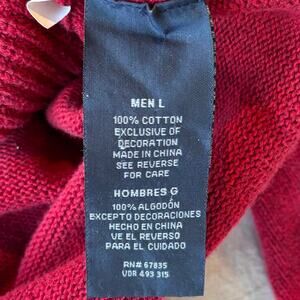 MEN L
100% COTTON
EXCLUSIVE OF
DECORATION
MADE IN CHINA
SEE REVERSE
FOR CARE
HOMBRES G
100% ALGODÓN
EXCEPTO DECORACIONES
HECHO EN CHINA
VE EL REVERSO
PARA EL CUIDADO
RN# 67835
VDR 493 315